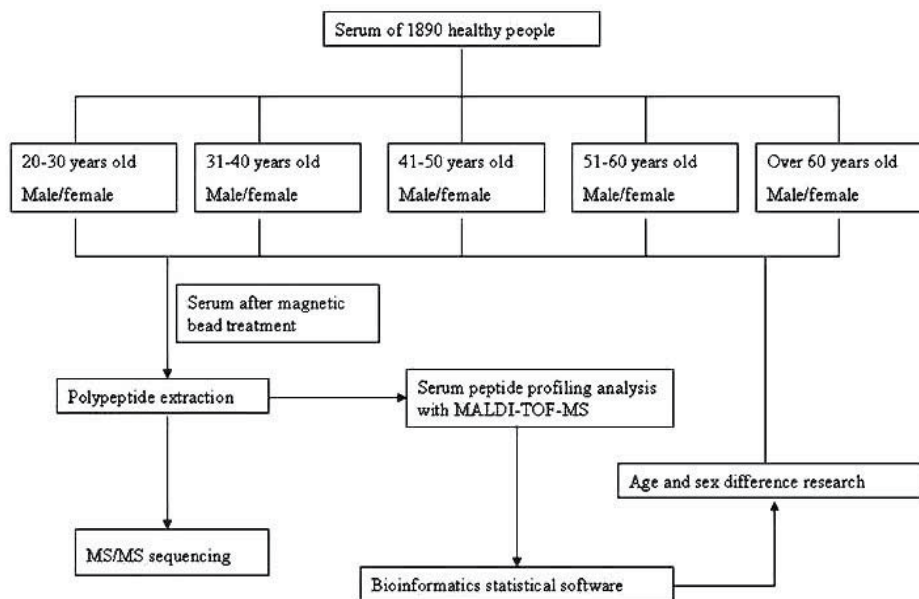 Serum of 1890 healthy people
20-30 years old
Male/female
31-40 years old
Male/female
41-50 years old
Male/female
51-60 years old
Male/female
Over 60 years old
Male/female
Serum after magnetic
bead treatment
Polypeptide extraction
Serum peptide profiling analysis
with MALDI-TOF-MS
Age and sex difference research
MS/MS sequencing
Bioinformatics statistical software